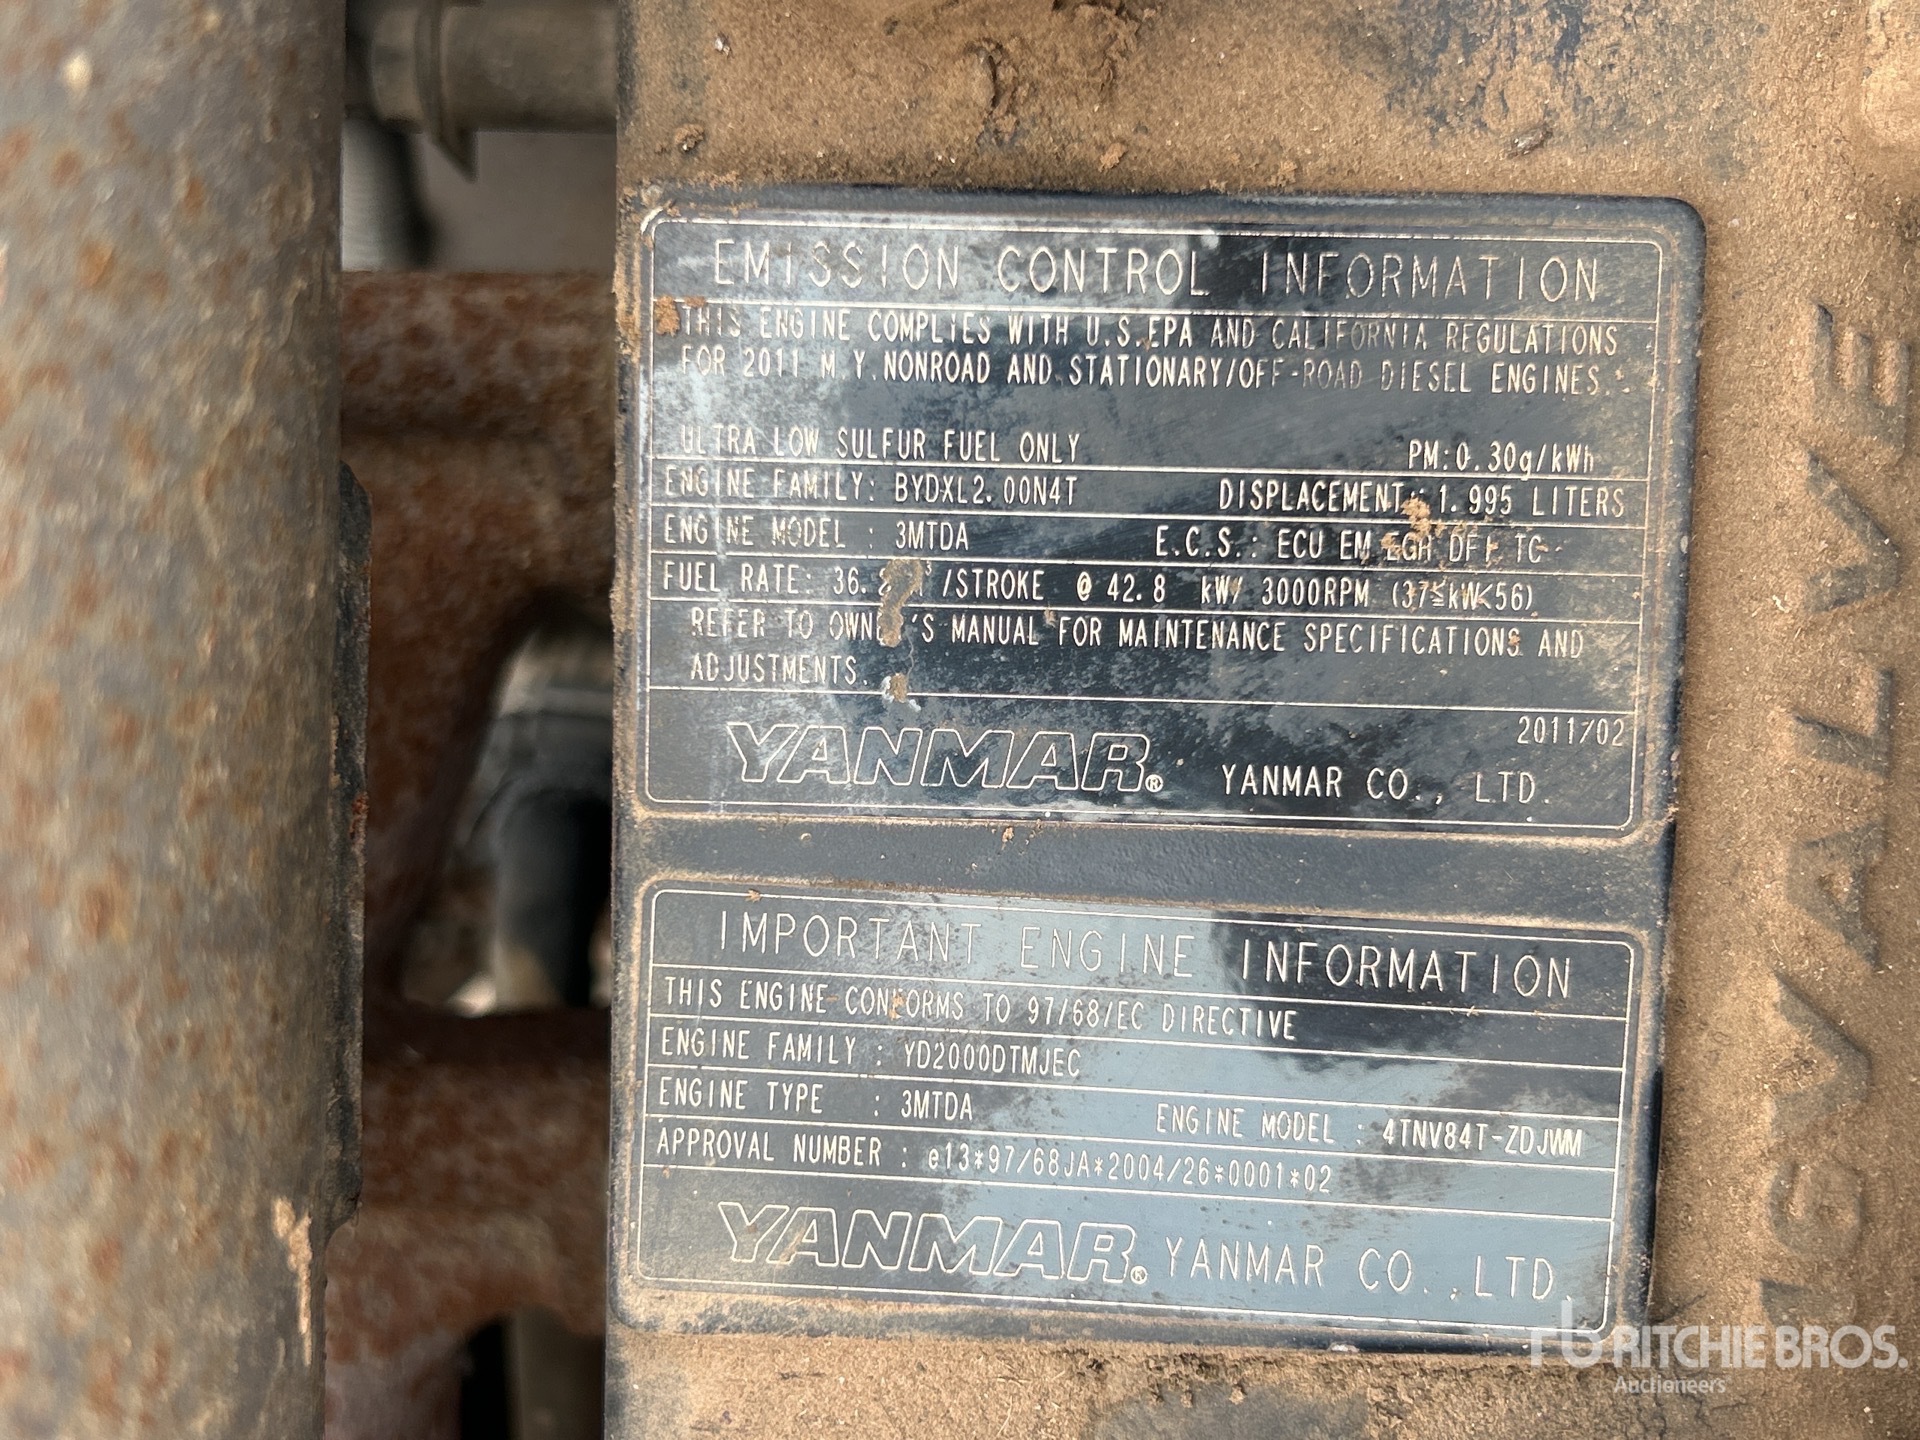 EMISSION CONTROL INFORMATION
THIS ENGINE COMPLIES WITH U.S.EPA AND CALIFORNIA REGULATIONS
FOR 2011 M.Y.NONROAD AND STATIONARY/OFF-ROAD DIESEL ENGINES.
ULTRA LOW SULFUR FUEL ONLY PM:0.30g/kWh
ENGINE FAMILY: BYDXL2.00N4T DISPLACEMENT: 1.995 LITERS
ENGINE MODEL : 3MTDA E.C.S.: ECU EM EGR DFI TC
FUEL RATE: /STROKE @ 42.8 kW/ 3000RPM (37≦kW<56)
REFER TO OWNER'S MANUAL FOR MAINTENANCE SPECIFICATIONS AND
ADJUSTMENTS.
2011/02
YANMAR® YANMAR CO., LTD.
IMPORTANT ENGINE INFORMATION
THIS ENGINE CONFORMS TO 97/68/EC DIRECTIVE
ENGINE FAMILY : YD2000DTMJEC
ENGINE TYPE : 3MTDA ENGINE MODEL : 4TNV84T-ZDJWM
APPROVAL NUMBER : e13*97/68JA*2004/26*0001*02
YANMAR® YANMAR CO.,LTD.
VALVE
rb RITCHIE BROS.
Auctioneers